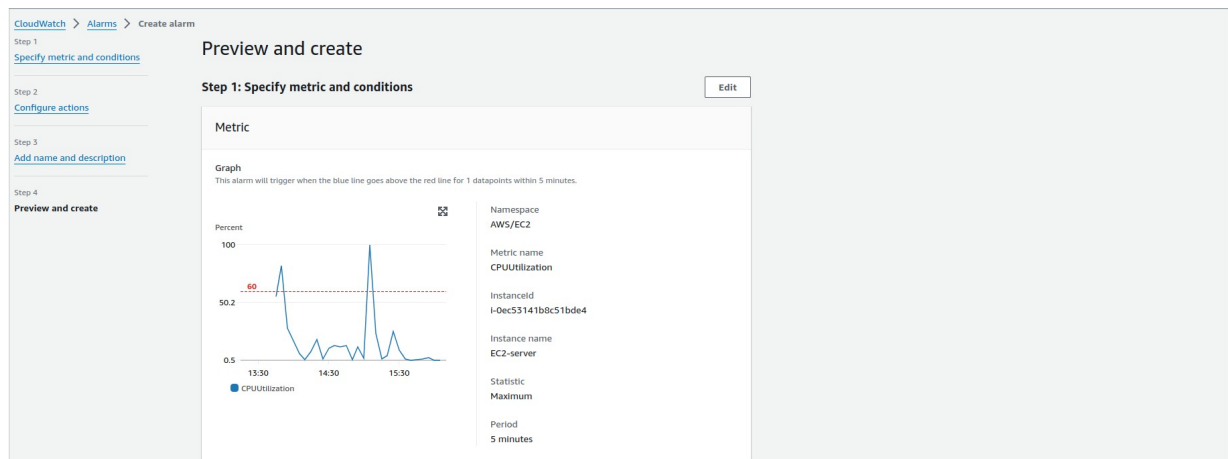 CloudWatch > Alarms > Create alarm
Step 1
Specify metric and conditions
Step 2
Configure actions
Step 3
Add name and description
Step 4
Preview and create
Preview and create
Step 1: Specify metric and conditions
Edit
Metric
Graph
This alarm will trigger when the blue line goes above the red line for 1 datapoints within 5 minutes.
Percent
100
60
50.2
0.5
13:30 14:30 15:30
CPUUtilization
Namespace
AWS/EC2
Metric name
CPUUtilization
InstanceId
i-0ec53141b8c51bde4
Instance name
EC2-server
Statistic
Maximum
Period
5 minutes